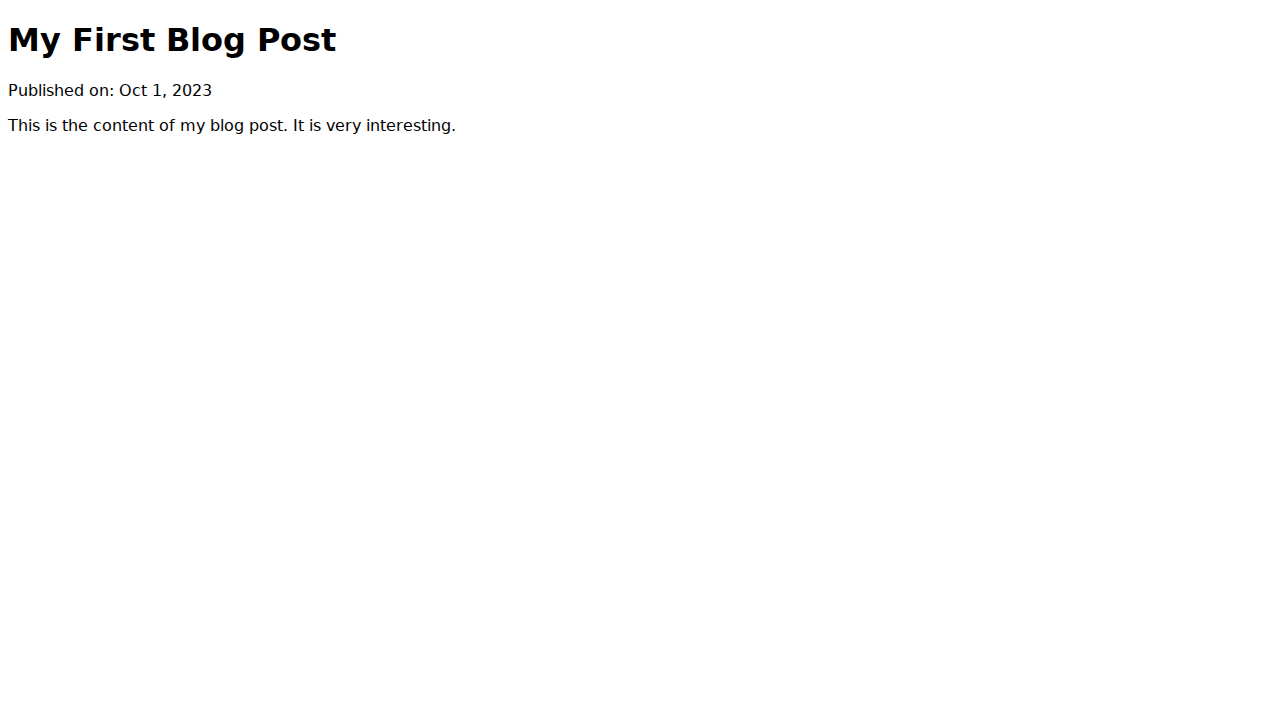 My First Blog Post
Published on: Oct 1, 2023
This is the content of my blog post. It is very interesting.